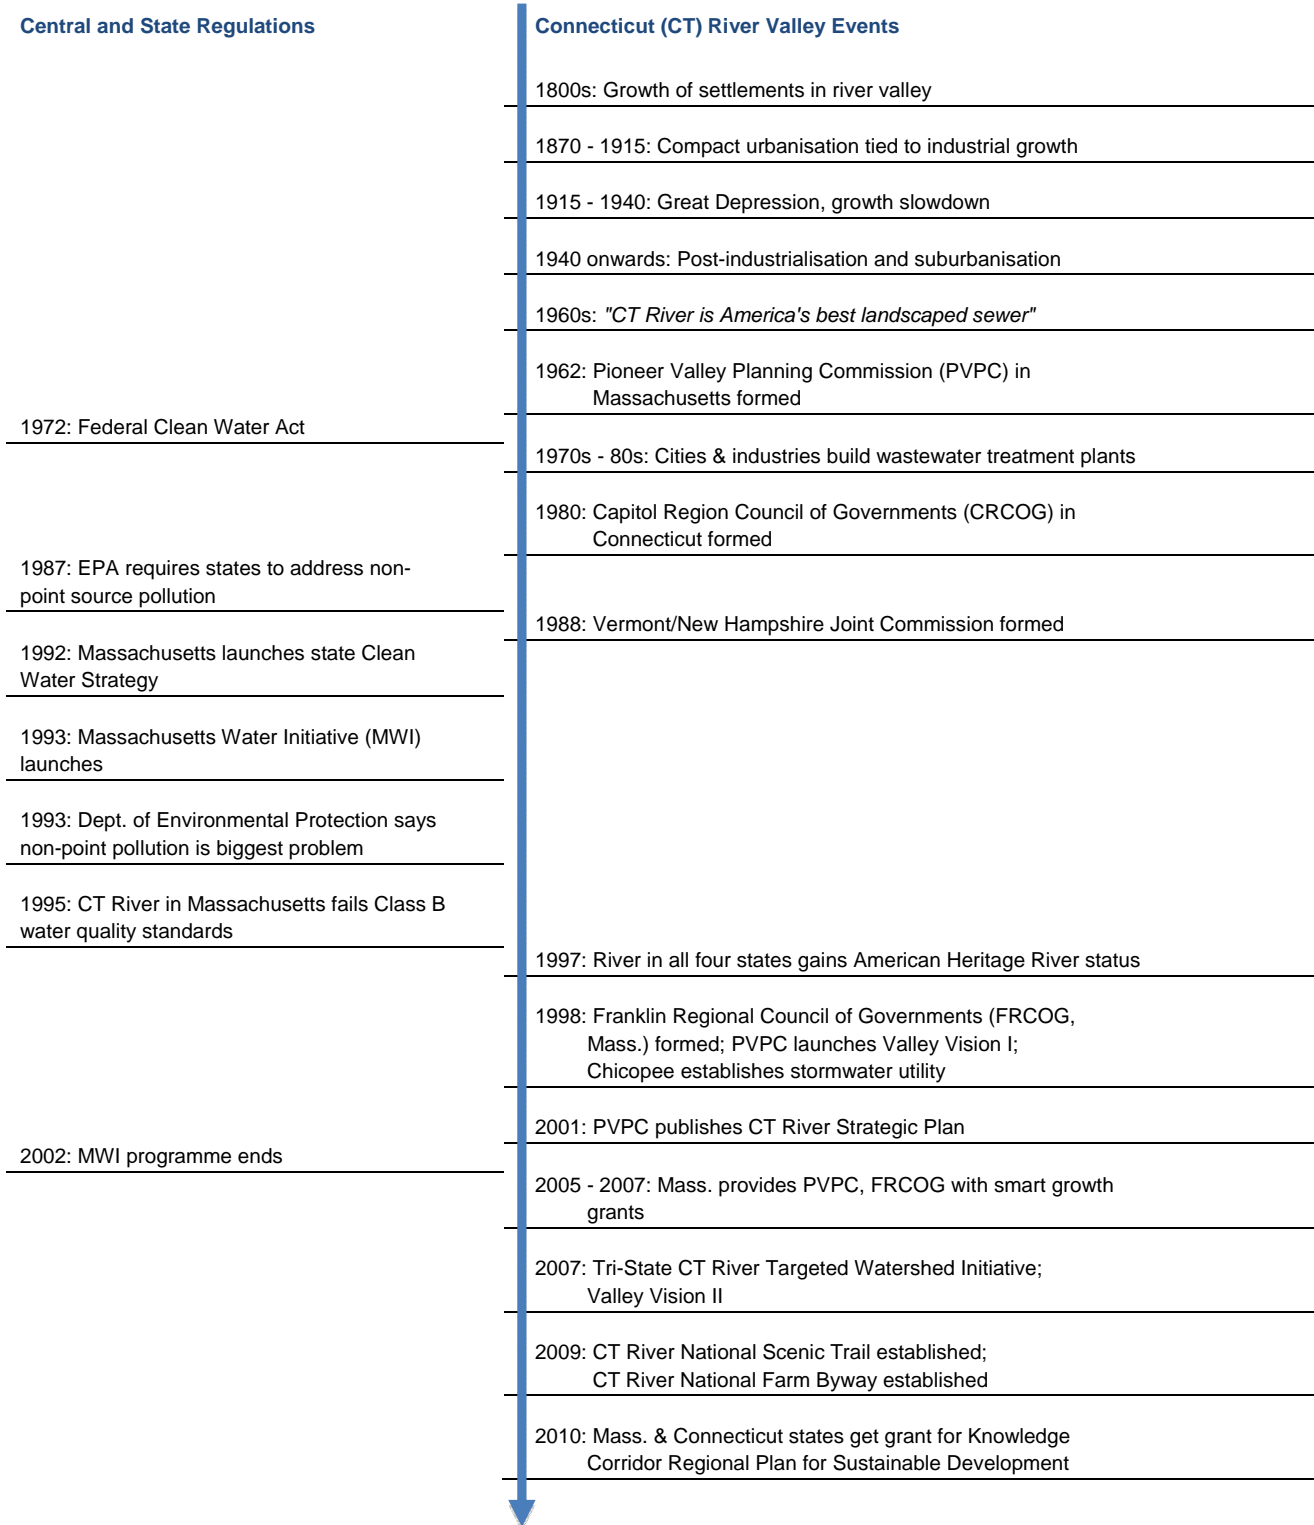 Central and State Regulations
Connecticut (CT) River Valley Events
1800s: Growth of settlements in river valley
1870 - 1915: Compact urbanisation tied to industrial growth
1915 - 1940: Great Depression, growth slowdown
1940 onwards: Post-industrialisation and suburbanisation
1960s: "CT River is America's best landscaped sewer"
1962: Pioneer Valley Planning Commission (PVPC) in
Massachusetts formed
1972: Federal Clean Water Act
1970s - 80s: Cities & industries build wastewater treatment plants
1980: Capitol Region Council of Governments (CRCOG) in
Connecticut formed
1987: EPA requires states to address non-
point source pollution
1988: Vermont/New Hampshire Joint Commission formed
1992: Massachusetts launches state Clean
Water Strategy
1993: Massachusetts Water Initiative (MWI)
launches
1993: Dept. of Environmental Protection says
non-point pollution is biggest problem
1995: CT River in Massachusetts fails Class B
water quality standards
1997: River in all four states gains American Heritage River status
1998: Franklin Regional Council of Governments (FRCOG,
Mass.) formed; PVPC launches Valley Vision I;
Chicopee establishes stormwater utility
2001: PVPC publishes CT River Strategic Plan
2002: MWI programme ends
2005 - 2007: Mass. provides PVPC, FRCOG with smart growth
grants
2007: Tri-State CT River Targeted Watershed Initiative;
Valley Vision II
2009: CT River National Scenic Trail established;
CT River National Farm Byway established
2010: Mass. & Connecticut states get grant for Knowledge
Corridor Regional Plan for Sustainable Development